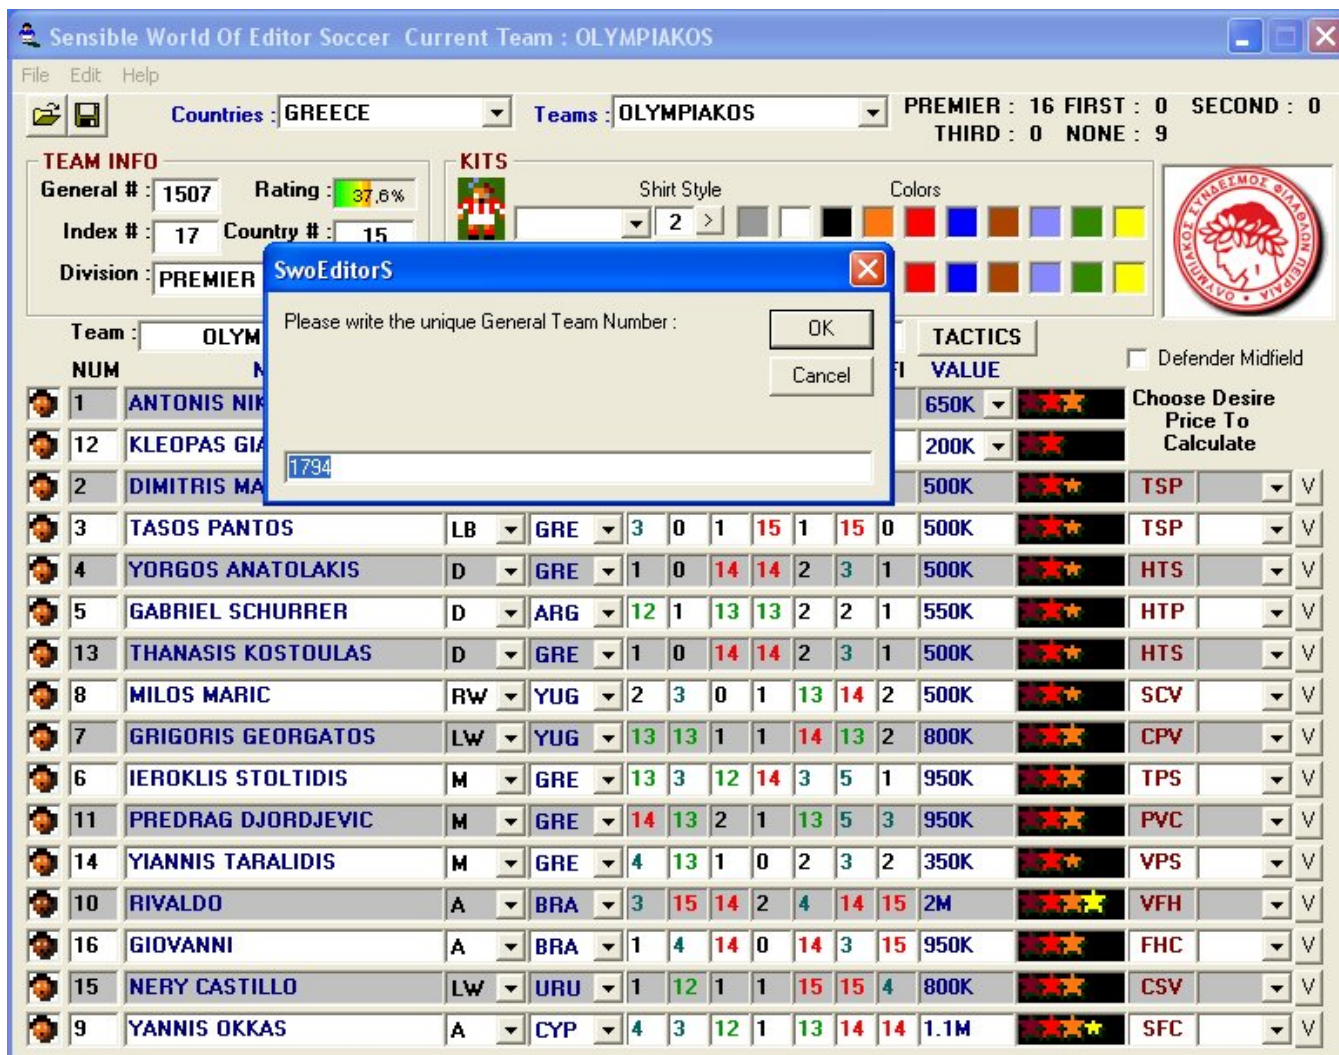 Sensible World Of Editor Soccer Current Team : OLYMPIAKOS
File Edit Help
Countries : GREECE Teams : OLYMPIAKOS PREMIER : 16 FIRST : 0 SECOND : 0
THIRD : 0 NONE : 9
TEAM INFO KITS
General # : 1507 Rating : 37,6% Shirt Style Colors
Index # : 17 Country # : 15 2 >
Division : PREMIER
ΟΛΥΜΠΙΑΚΟΣ ΣΥΝΔΕΣΜΟΣ ΦΙΛΑΘΛΩΝ ΠΕΙΡΑΙΑ
SwoEditorS
Please write the unique General Team Number :
OK
Cancel
1794
Team : OLYM TACTICS
Defender Midfield
NUM N FI VALUE
Choose Desire
Price To
Calculate
1 ANTONIS NIK 650K
12 KLEOPAS GIA 200K
2 DIMITRIS MA 500K TSP V
3 TASOS PANTOS LB GRE 3 0 1 15 1 15 0 500K TSP V
4 YORGOS ANATOLAKIS D GRE 1 0 14 14 2 3 1 500K HTS V
5 GABRIEL SCHURRER D ARG 12 1 13 13 2 2 1 550K HTP V
13 THANASIS KOSTOULAS D GRE 1 0 14 14 2 3 1 500K HTS V
8 MILOS MARIC RW YUG 2 3 0 1 13 14 2 500K SCV V
7 GRIGORIS GEORGATOS LW YUG 13 13 1 1 14 13 2 800K CPV V
6 IEROKLIS STOLTIDIS M GRE 13 3 12 14 3 5 1 950K TPS V
11 PREDRAG DJORDJEVIC M GRE 14 13 2 1 13 5 3 950K PVC V
14 YIANNIS TARALIDIS M GRE 4 13 1 0 2 3 2 350K VPS V
10 RIVALDO A BRA 3 15 14 2 4 14 15 2M VFH V
16 GIOVANNI A BRA 1 4 14 0 14 3 15 950K FHC V
15 NERY CASTILLO LW URU 1 12 1 1 15 15 4 800K CSV V
9 YANNIS OKKAS A CYP 4 3 12 1 13 14 14 1.1M SFC V